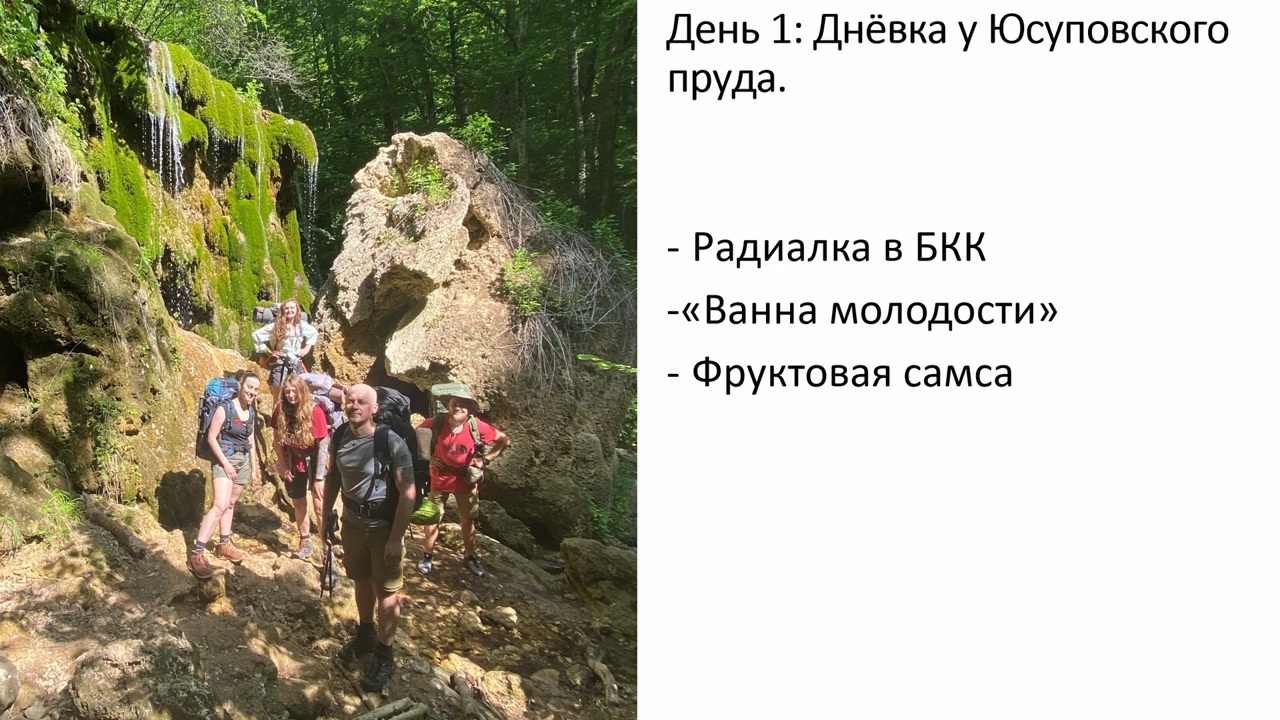 День 1: Днёвка у Юсуповского
пруда.
- Радиалка в БКК
-«Ванна молодости»
- Фруктовая самса